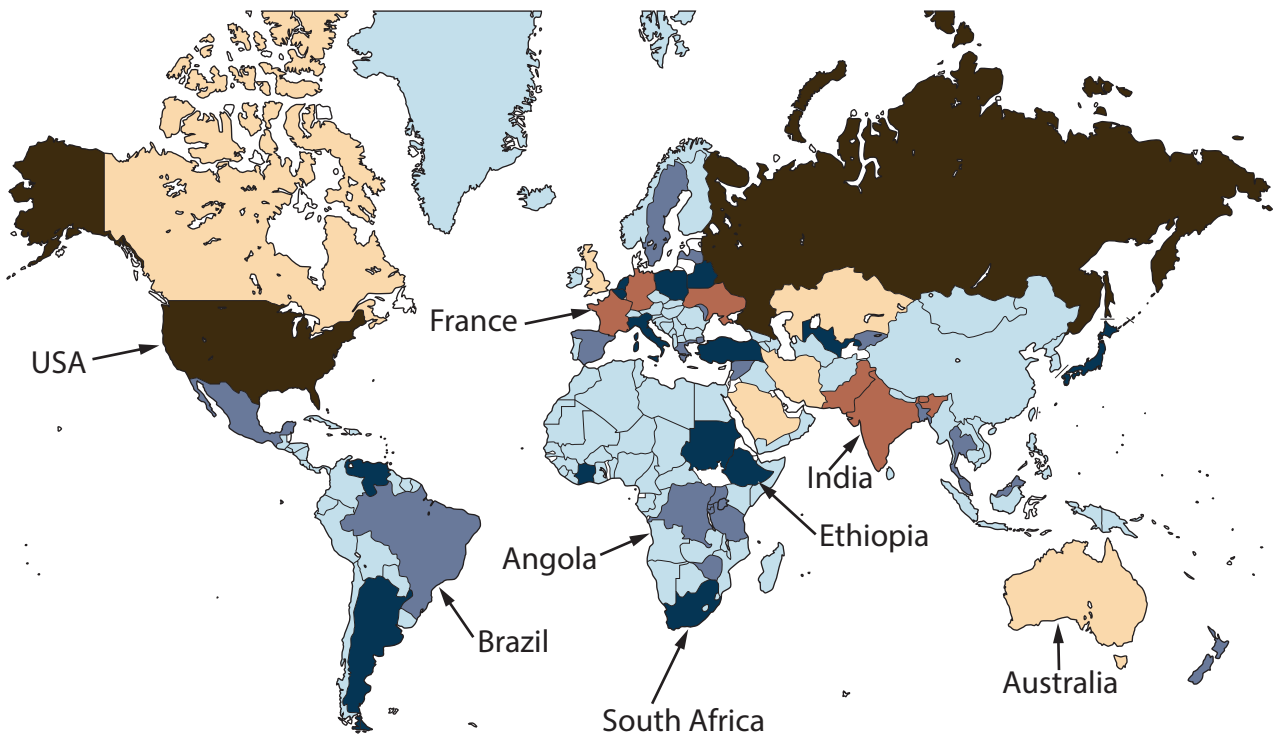 France
USA
India
Ethiopia
Angola
Brazil
Australia
South Africa